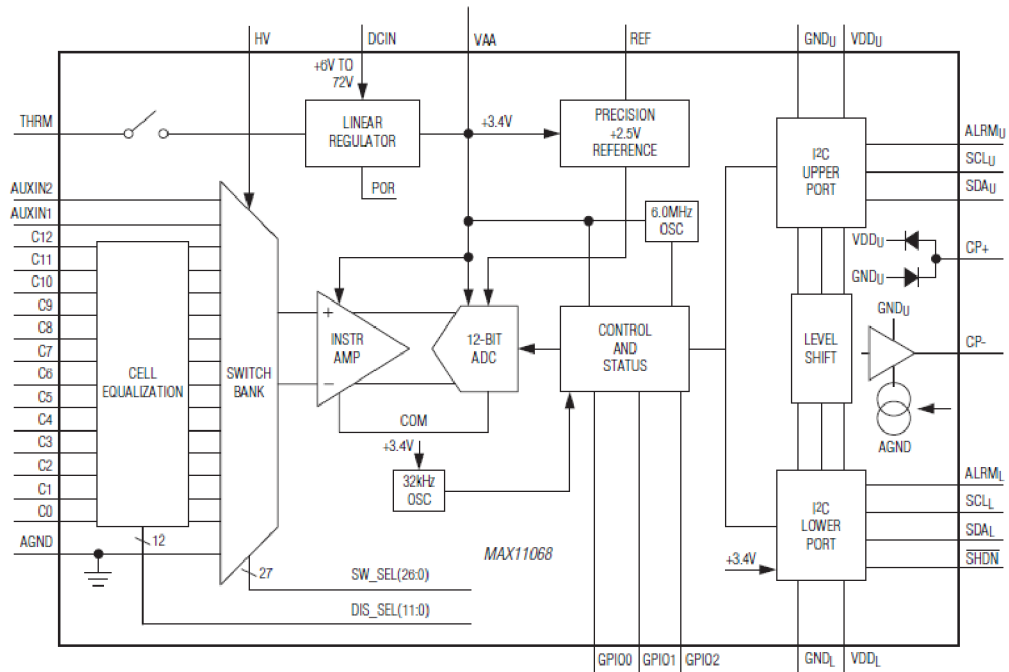 HV
DCIN
VAA
REF
GNDU
VDDU
+6V TO
72V
THRM
LINEAR
REGULATOR
+3.4V
PRECISION
+2.5V
REFERENCE
I2C
UPPER
PORT
ALRMU
SCLU
SDAU
POR
AUXIN2
AUXIN1
C12
C11
C10
C9
C8
C7
C6
C5
C4
C3
C2
C1
C0
AGND
CELL
EQUALIZATION
SWITCH
BANK
+
INSTR
AMP
−
12-BIT
ADC
COM
6.0MHz
OSC
CONTROL
AND
STATUS
+3.4V
32kHz
OSC
VDDU
GNDU
CP+
LEVEL
SHIFT
GNDU
CP-
AGND
I2C
LOWER
PORT
+3.4V
ALRML
SCLL
SDAL
SHDN
12
27
MAX11068
SW_SEL(26:0)
DIS_SEL(11:0)
GPIO0
GPIO1
GPIO2
GNDL
VDDL